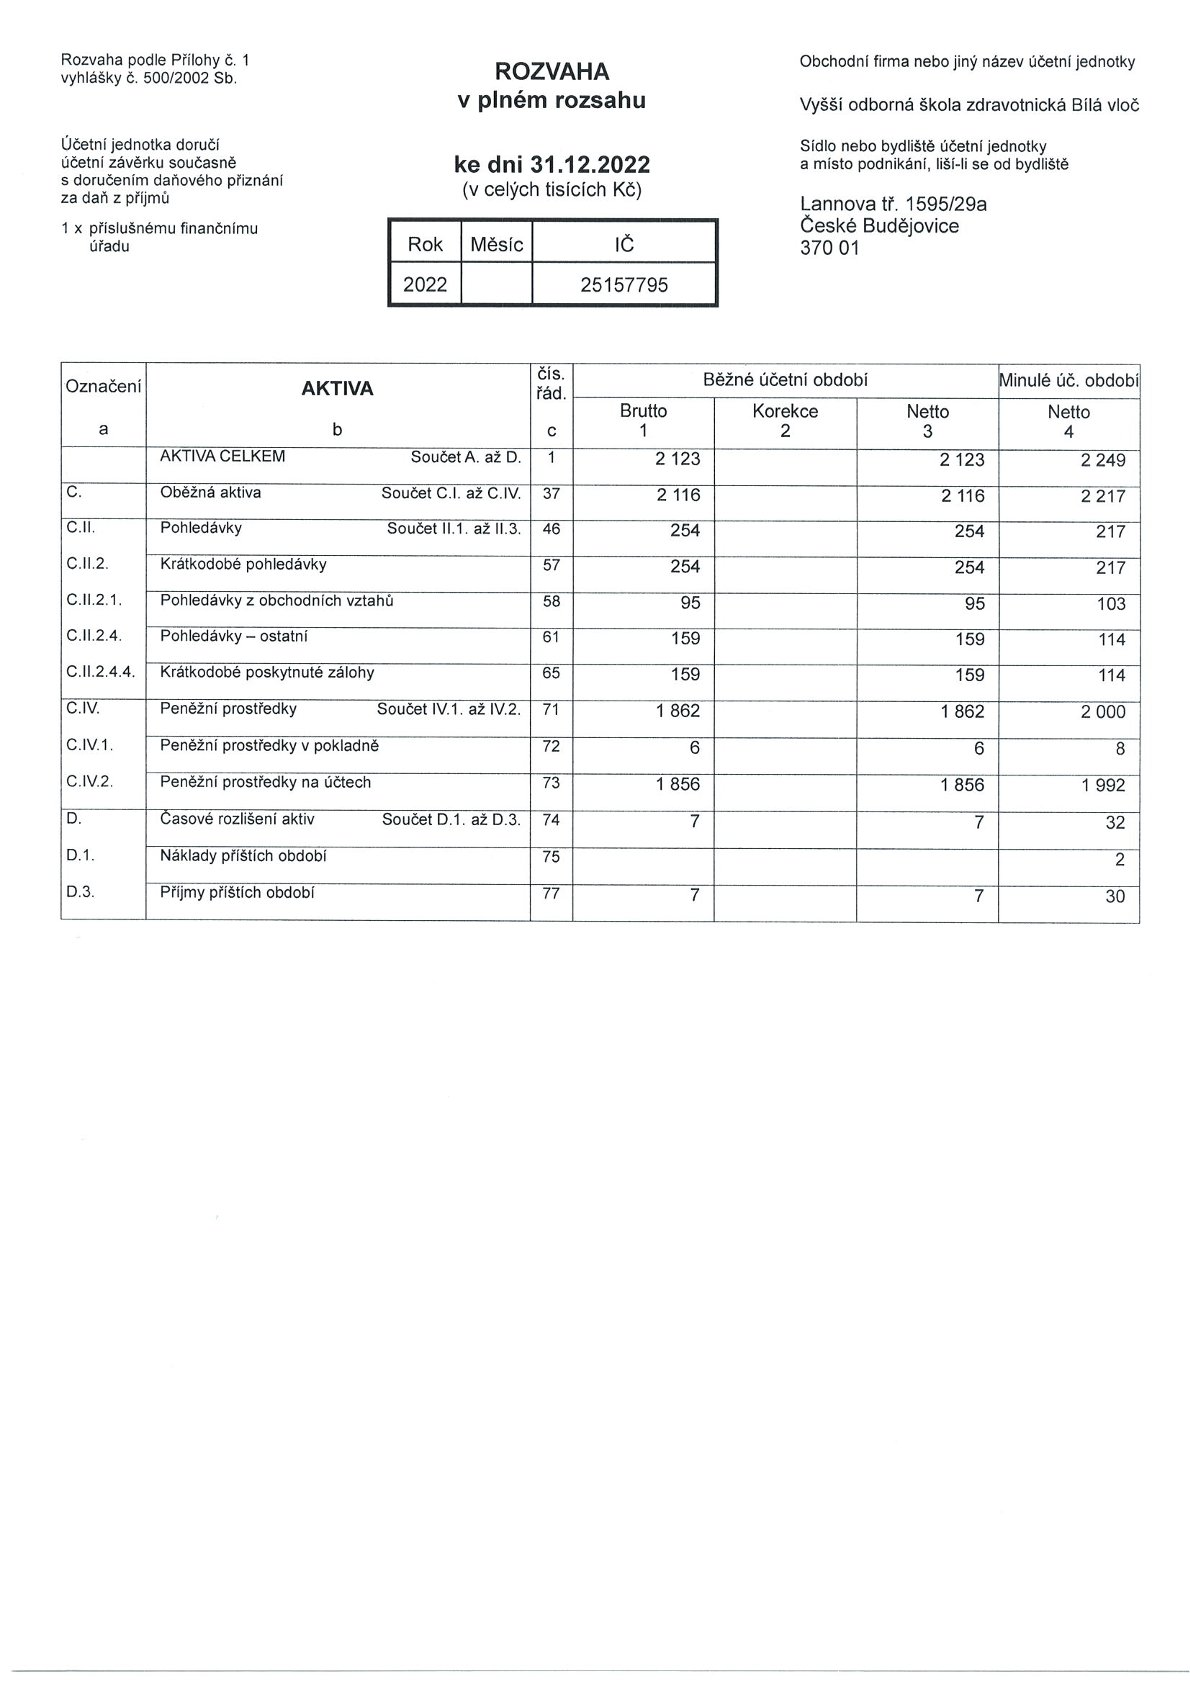 Rozvaha podle Přílohy č. 1
vyhlášky č. 500/2002 Sb.
Účetní jednotka doručí
účetní závěrku současně
s doručením daňového přiznání
za daň z příjmů
1 x příslušnému finančnímu
úřadu
ROZVAHA
v plném rozsahu
ke dni 31.12.2022
(v celých tisících Kč)
Rok Měsíc IČ
2022 25157795
Obchodní firma nebo jiný název účetní jednotky
Vyšší odborná škola zdravotnická Bílá vloč
Sídlo nebo bydliště účetní jednotky
a místo podnikání, liší-li se od bydliště
Lannova tř. 1595/29a
České Budějovice
370 01
Označení AKTIVA čís. řád. Běžné účetní období Minulé úč. období
Brutto Korekce Netto Netto
a b c 1 2 3 4
AKTIVA CELKEM Součet A. až D. 1 2 123 2 123 2 249
C. Oběžná aktiva Součet C.I. až C.IV. 37 2 116 2 116 2 217
C.II. Pohledávky Součet II.1. až II.3. 46 254 254 217
C.II.2. Krátkodobé pohledávky 57 254 254 217
C.II.2.1. Pohledávky z obchodních vztahů 58 95 95 103
C.II.2.4. Pohledávky – ostatní 61 159 159 114
C.II.2.4.4. Krátkodobé poskytnuté zálohy 65 159 159 114
C.IV. Peněžní prostředky Součet IV.1. až IV.2. 71 1 862 1 862 2 000
C.IV.1. Peněžní prostředky v pokladně 72 6 6 8
C.IV.2. Peněžní prostředky na účtech 73 1 856 1 856 1 992
D. Časové rozlišení aktiv Součet D.1. až D.3. 74 7 7 32
D.1. Náklady příštích období 75 2
D.3. Příjmy příštích období 77 7 7 30